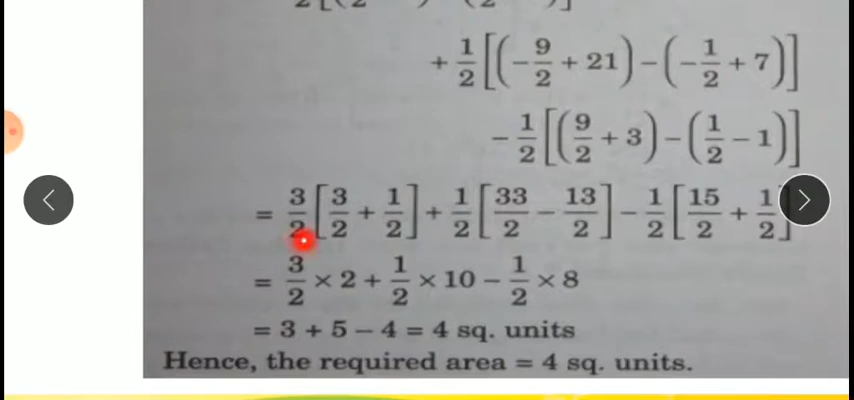 + 1/2 [(− 9/2 + 21) − (− 1/2 + 7)]
− 1/2 [(9/2 + 3) − (1/2 − 1)]
= 3/2 [3/2 + 1/2] + 1/2 [33/2 − 13/2] − 1/2 [15/2 + 1/2]
= 3/2 × 2 + 1/2 × 10 − 1/2 × 8
= 3 + 5 − 4 = 4 sq. units
Hence, the required area = 4 sq. units.